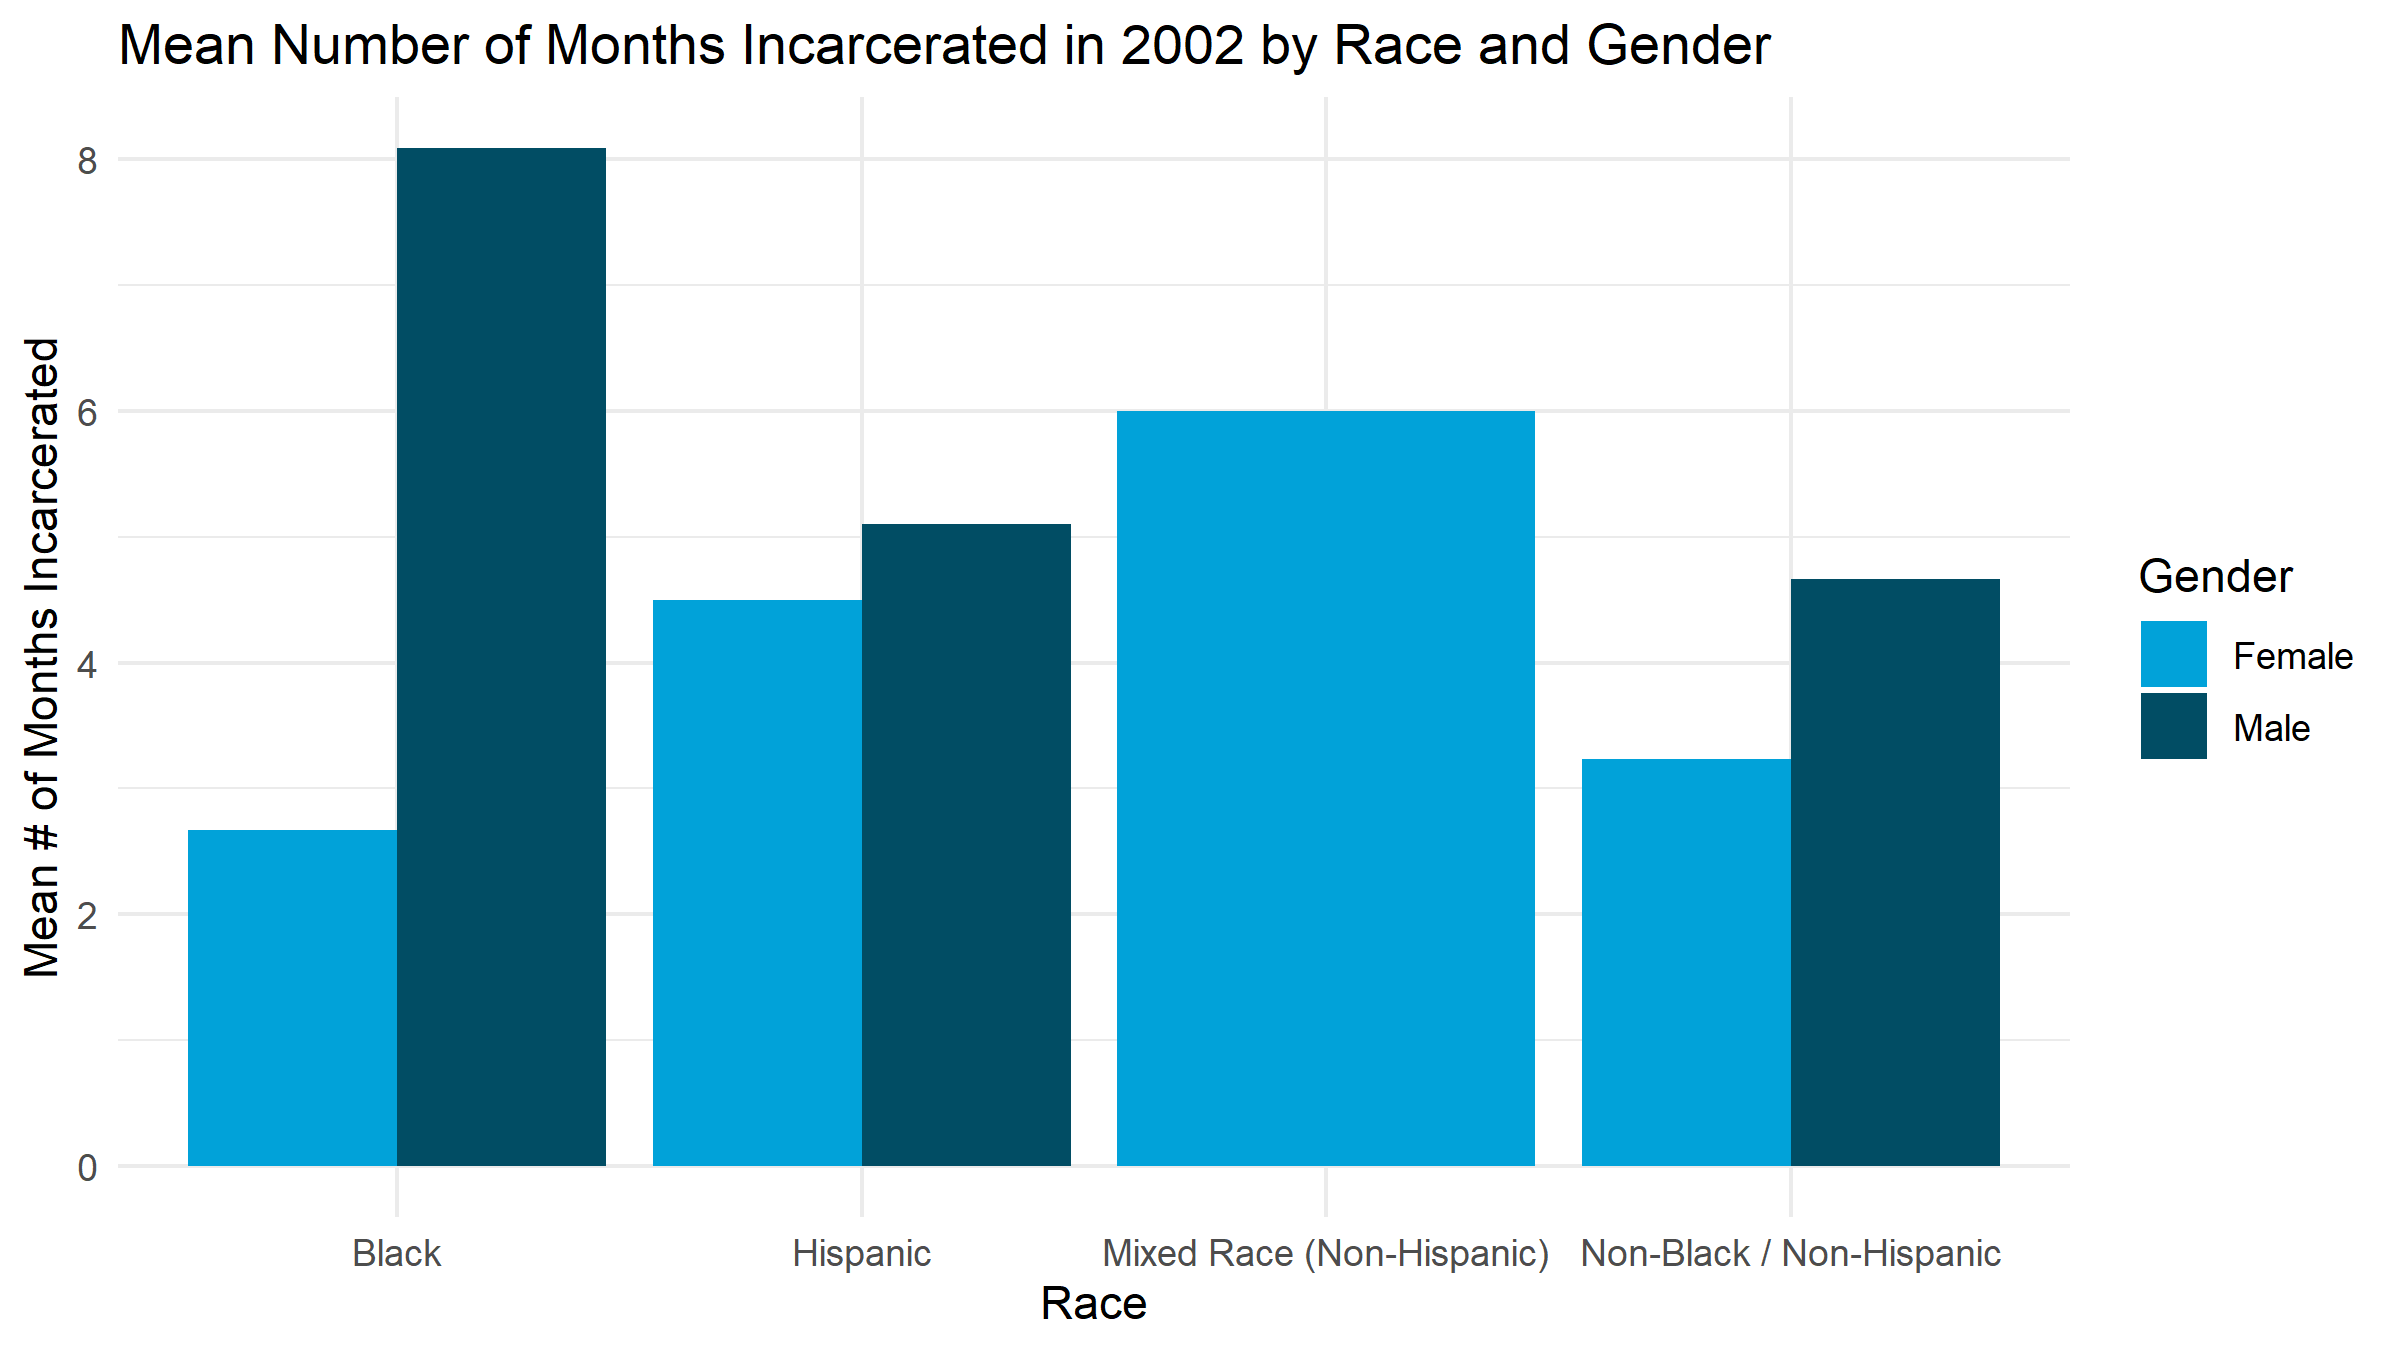 Mean Number of Months Incarcerated in 2002 by Race and Gender
Mean # of Months Incarcerated
8
6
4
2
0
Black
Hispanic
Mixed Race (Non-Hispanic)
Non-Black / Non-Hispanic
Race
Gender
Female
Male